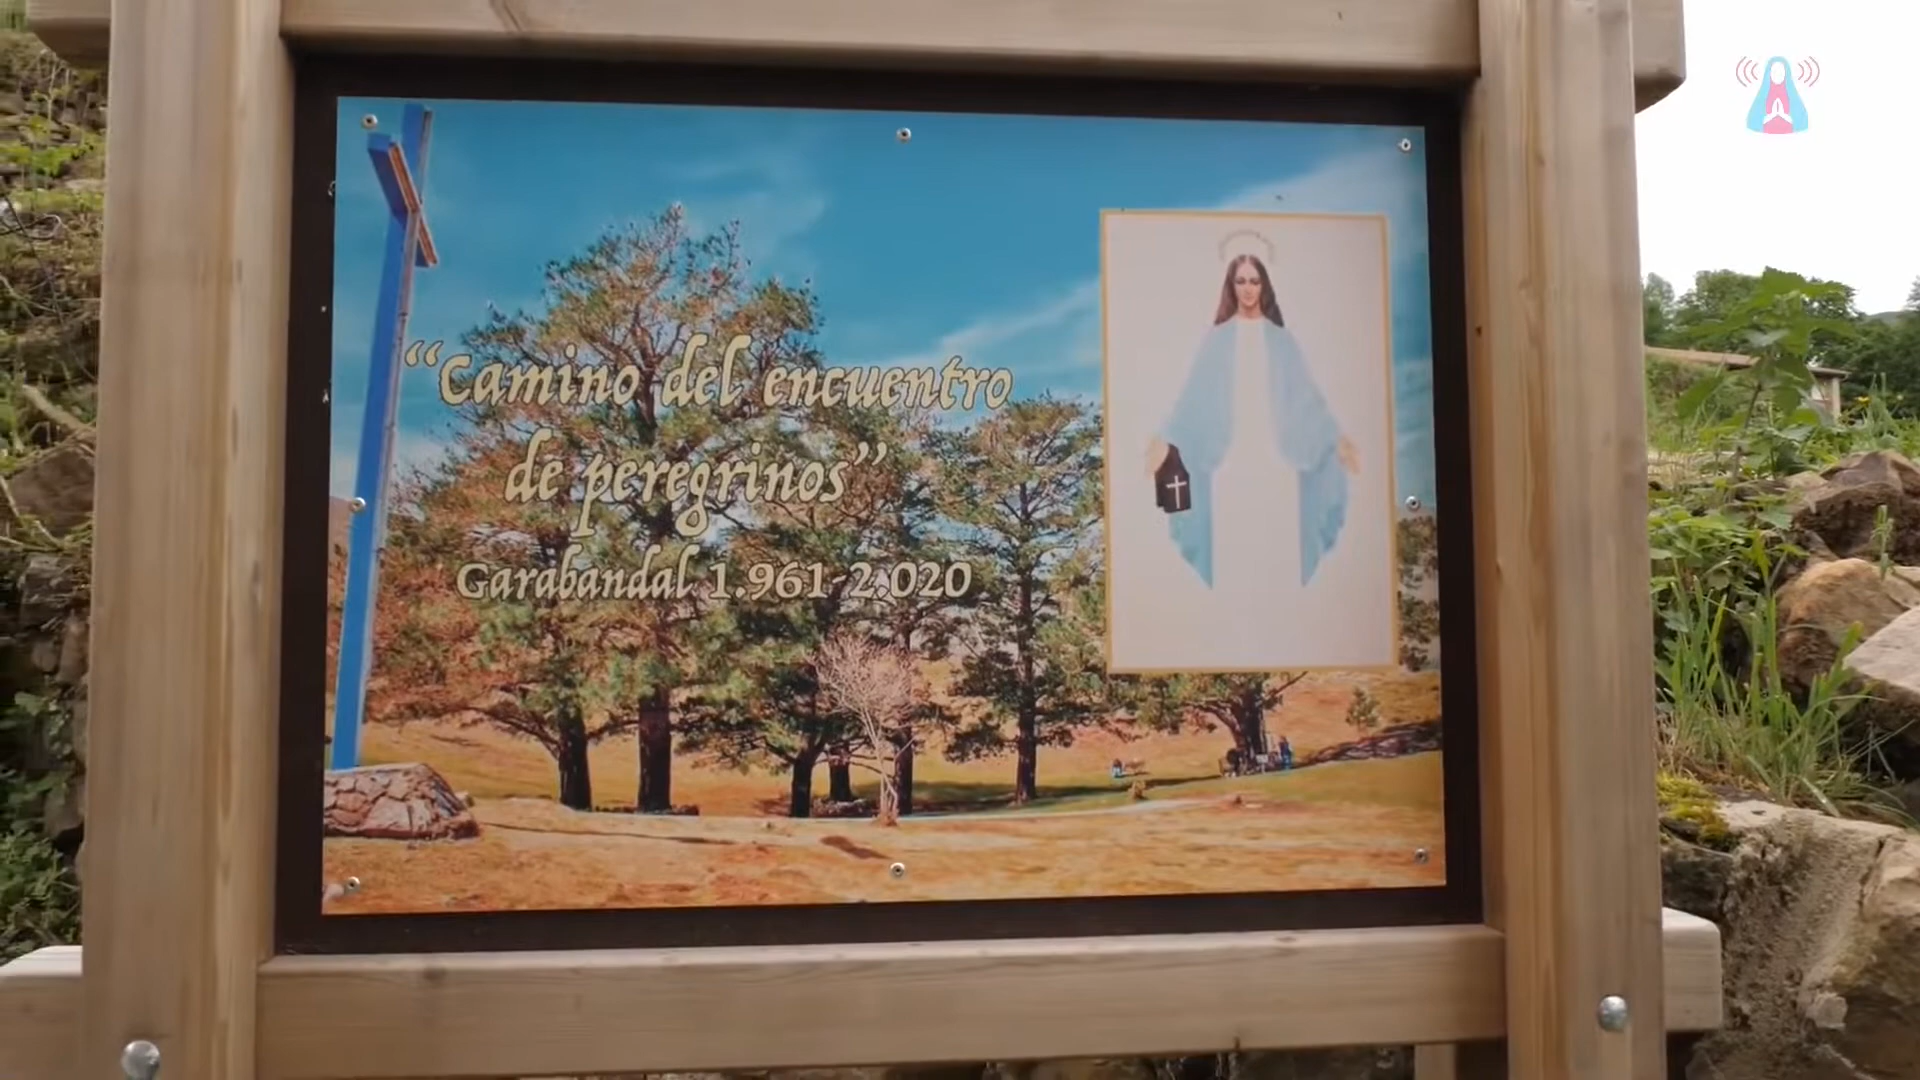 “Camino del encuentro
de peregrinos”
Garabandal 1.961-2.020